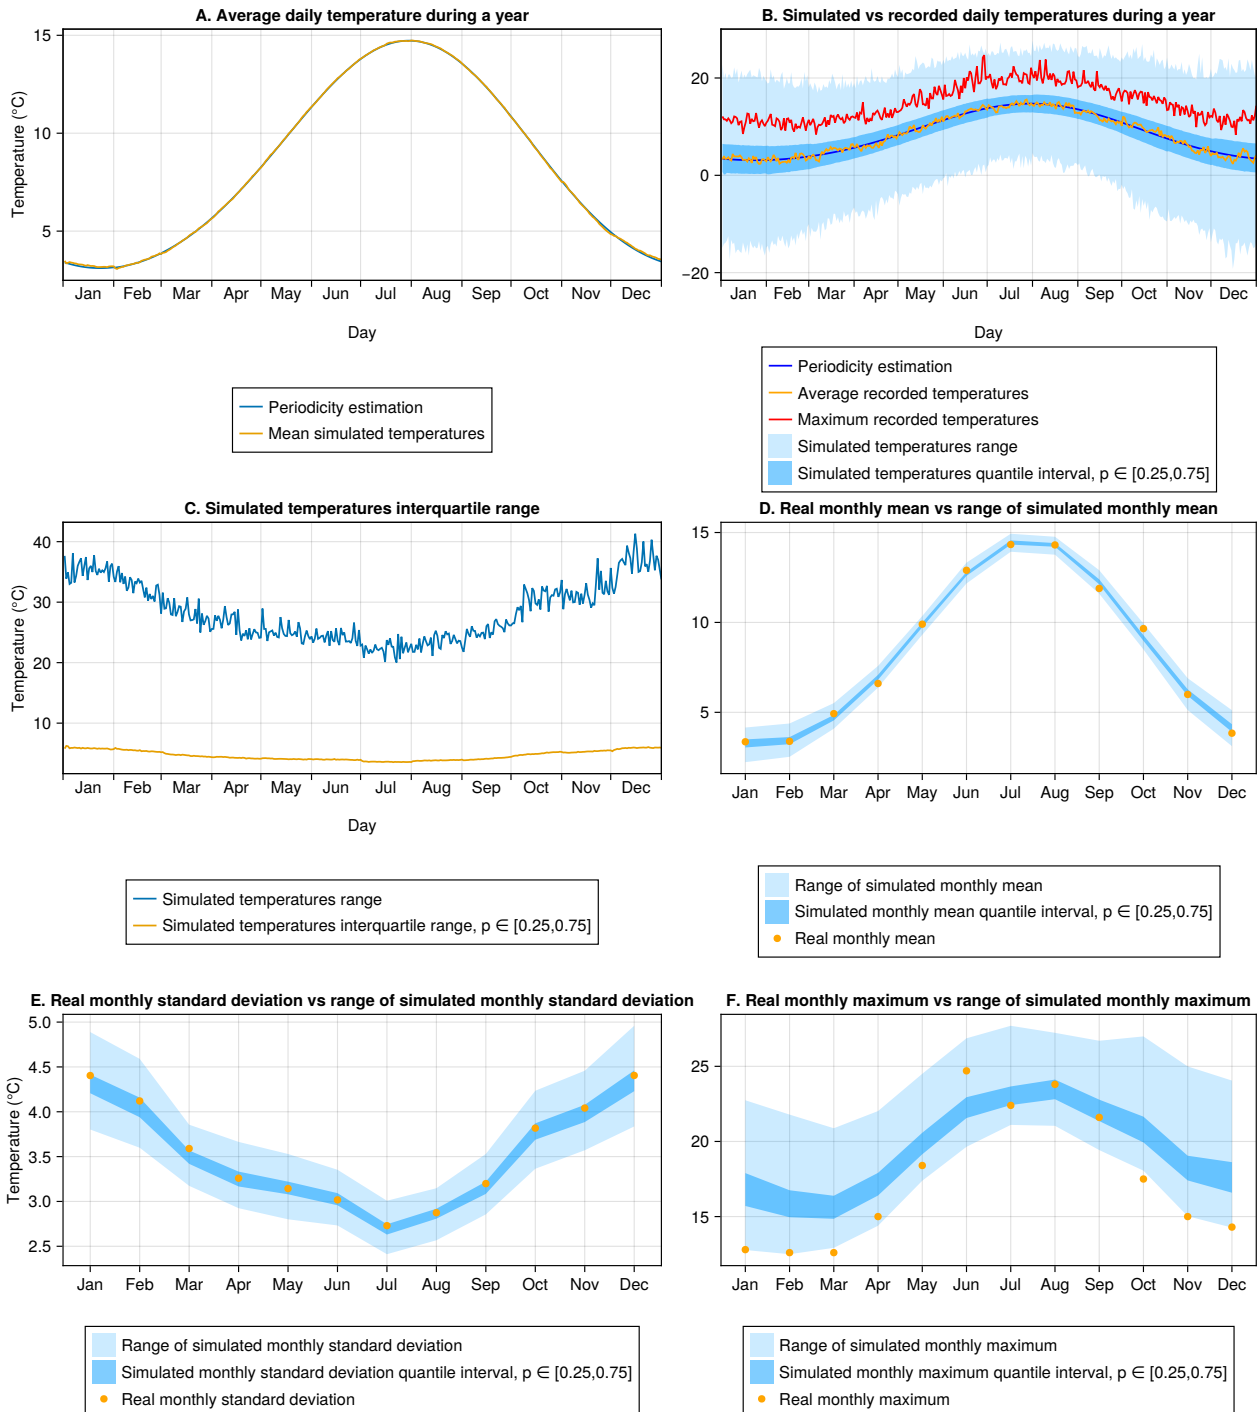 A. Average daily temperature during a year
Temperature (°C)
15
10
5
Jan Feb Mar Apr May Jun Jul Aug Sep Oct Nov Dec
Day
Periodicity estimation
Mean simulated temperatures
B. Simulated vs recorded daily temperatures during a year
20
0
−20
Jan Feb Mar Apr May Jun Jul Aug Sep Oct Nov Dec
Day
Periodicity estimation
Average recorded temperatures
Maximum recorded temperatures
Simulated temperatures range
Simulated temperatures quantile interval, p ∈ [0.25,0.75]
C. Simulated temperatures interquartile range
Temperature (°C)
40
30
20
10
Jan Feb Mar Apr May Jun Jul Aug Sep Oct Nov Dec
Day
Simulated temperatures range
Simulated temperatures interquartile range, p ∈ [0.25,0.75]
D. Real monthly mean vs range of simulated monthly mean
15
10
5
Jan Feb Mar Apr May Jun Jul Aug Sep Oct Nov Dec
Range of simulated monthly mean
Simulated monthly mean quantile interval, p ∈ [0.25,0.75]
Real monthly mean
E. Real monthly standard deviation vs range of simulated monthly standard deviation
Temperature (°C)
5.0
4.5
4.0
3.5
3.0
2.5
Jan Feb Mar Apr May Jun Jul Aug Sep Oct Nov Dec
Range of simulated monthly standard deviation
Simulated monthly standard deviation quantile interval, p ∈ [0.25,0.75]
Real monthly standard deviation
F. Real monthly maximum vs range of simulated monthly maximum
25
20
15
Jan Feb Mar Apr May Jun Jul Aug Sep Oct Nov Dec
Range of simulated monthly maximum
Simulated monthly maximum quantile interval, p ∈ [0.25,0.75]
Real monthly maximum